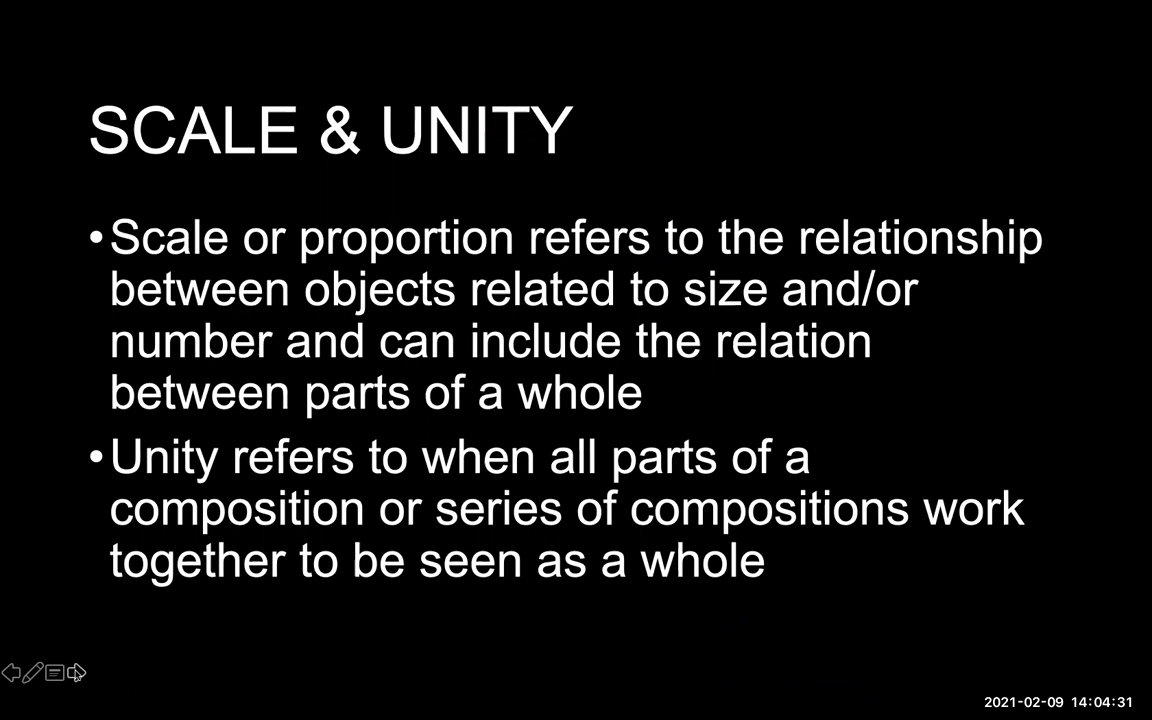 SCALE & UNITY
•Scale or proportion refers to the relationship
between objects related to size and/or
number and can include the relation
between parts of a whole
•Unity refers to when all parts of a
composition or series of compositions work
together to be seen as a whole
2021-02-09 14:04:31